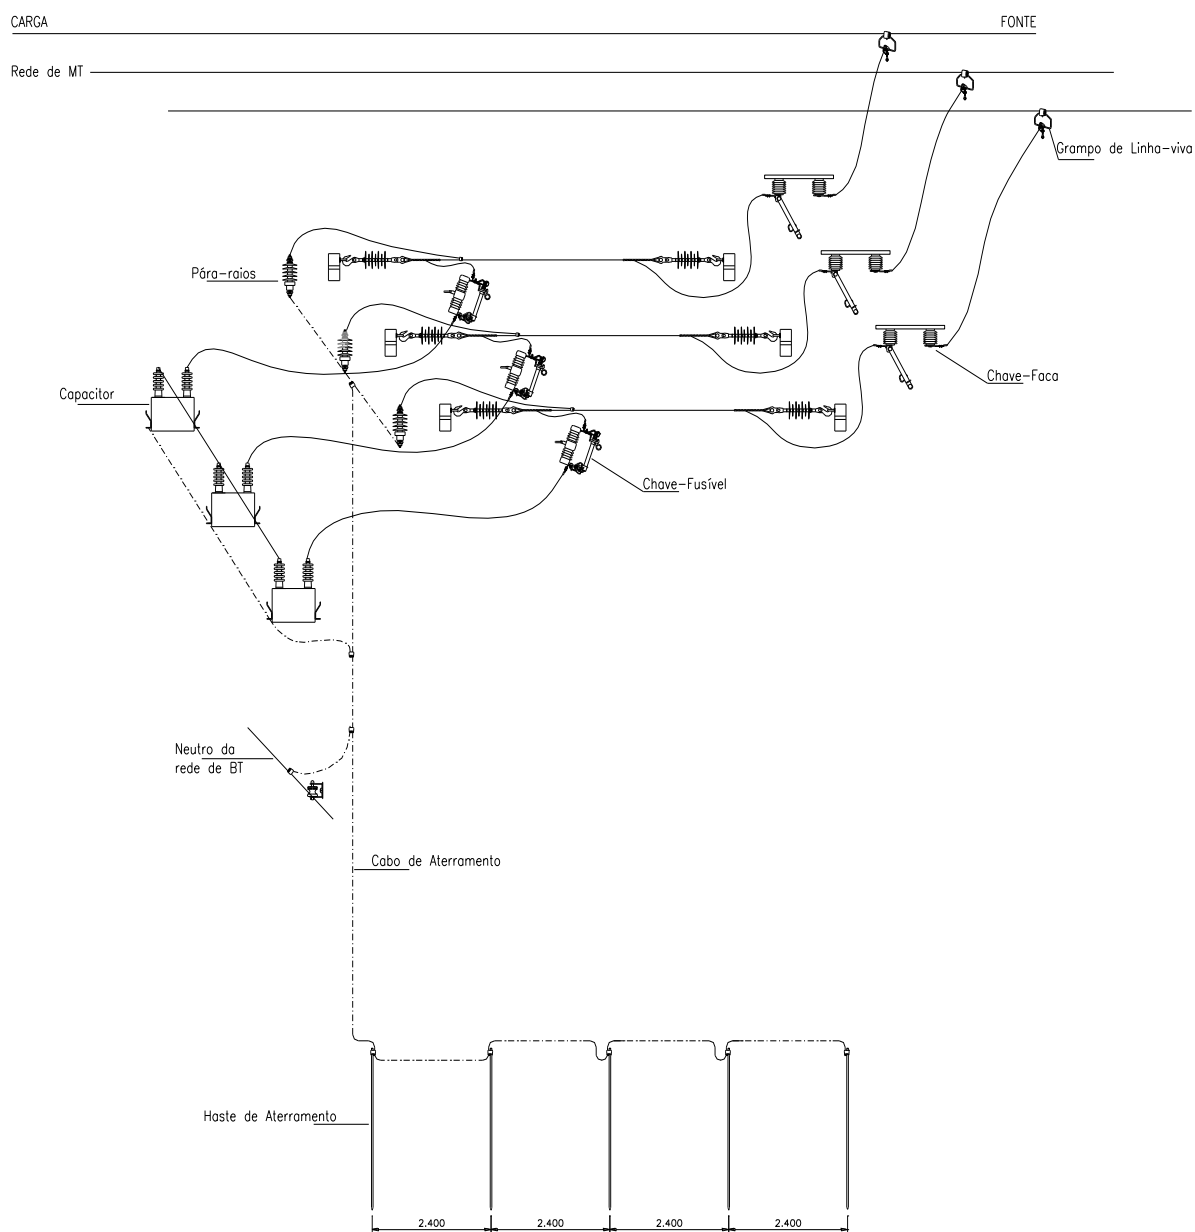 CARGA
FONTE
Rede de MT
Grampo de Linha-viva
Pára-raios
Chave-Faca
Capacitor
Chave-Fusível
Neutro da
rede de BT
Cabo de Aterramento
Haste de Aterramento
2.400
2.400
2.400
2.400